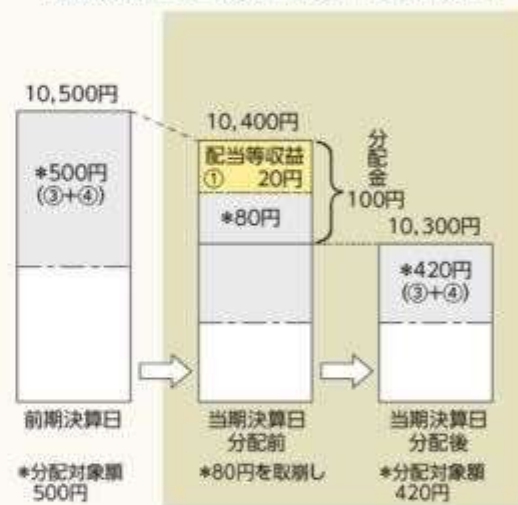 10,500円
10,400円
配当等収益
① 20円
*500円
(③+④)
*80円
分配金
100円
10,300円
*420円
(③+④)
前期決算日
当期決算日
分配前
当期決算日
分配後
*分配対象額
500円
*80円を取崩し
*分配対象額
420円